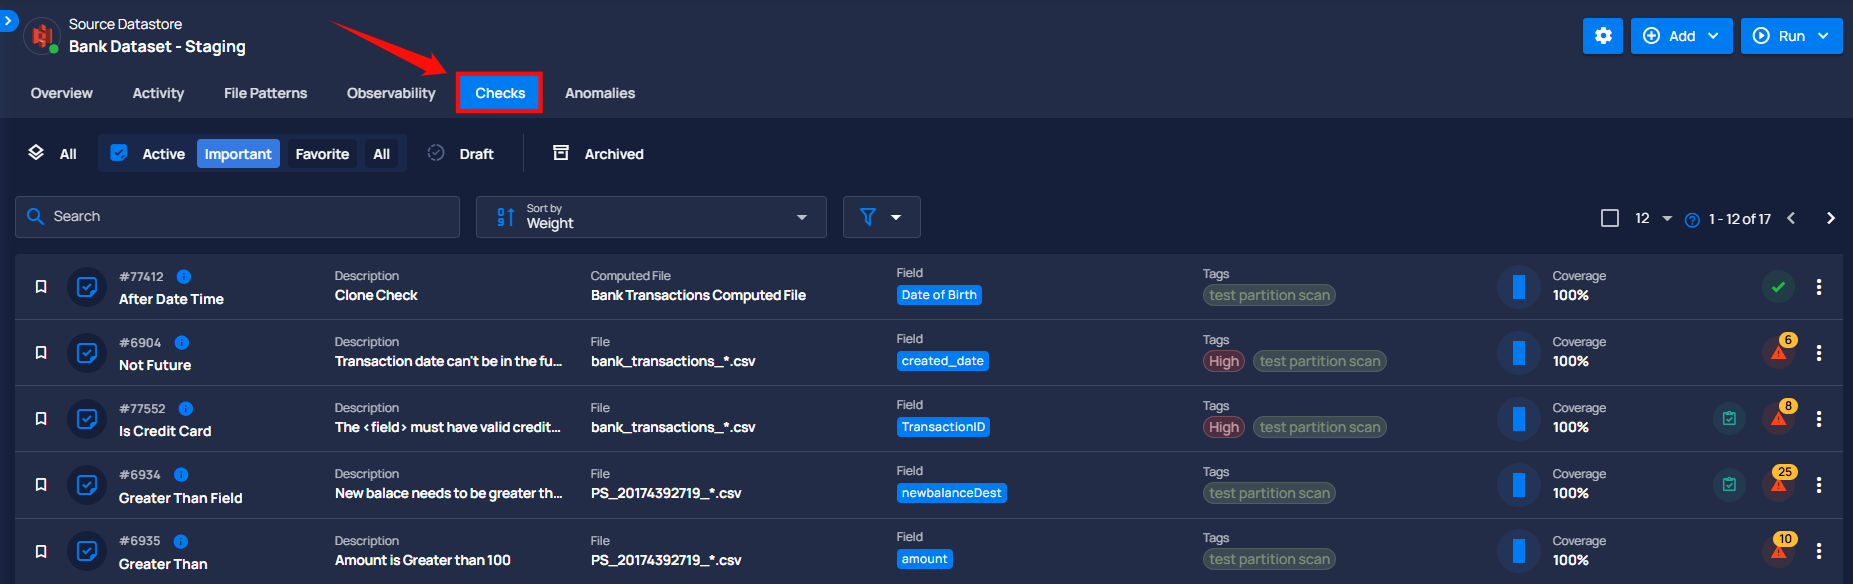 Source Datastore
Bank Dataset - Staging
Add
Run
Overview Activity File Patterns Observability Checks Anomalies
All Active Important Favorite All Draft Archived
Search
Sort by
Weight
12 1 - 12 of 17
#77412 Description Computed File Field Tags Coverage
After Date Time Clone Check Bank Transactions Computed File Date of Birth test partition scan 100%
#6904 Description File Field Tags Coverage 6
Not Future Transaction date can't be in the fu... bank_transactions_*.csv created_date High test partition scan 100%
#77552 Description File Field Tags Coverage 8
Is Credit Card The <field> must have valid credit... bank_transactions_*.csv TransactionID High test partition scan 100%
#6934 Description File Field Tags Coverage 25
Greater Than Field New balace needs to be greater th... PS_20174392719_*.csv newbalanceDest test partition scan 100%
#6935 Description File Field Tags Coverage 10
Greater Than Amount is Greater than 100 PS_20174392719_*.csv amount test partition scan 100%